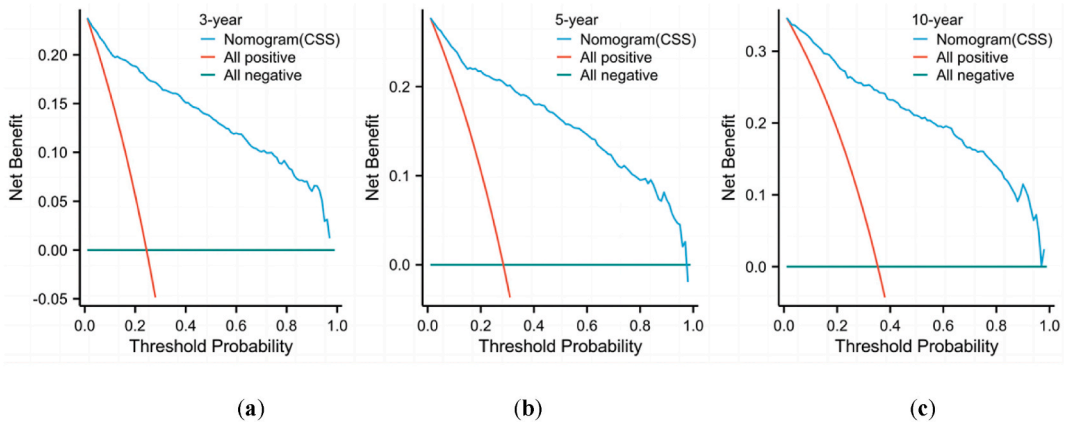 3-year
Nomogram(CSS)
All positive
All negative
Net Benefit
0.20
0.15
0.10
0.05
0.00
-0.05
0.0 0.2 0.4 0.6 0.8 1.0
Threshold Probability
(a)
5-year
Nomogram(CSS)
All positive
All negative
Net Benefit
0.2
0.1
0.0
0.0 0.2 0.4 0.6 0.8 1.0
Threshold Probability
(b)
10-year
Nomogram(CSS)
All positive
All negative
Net Benefit
0.3
0.2
0.1
0.0
0.0 0.2 0.4 0.6 0.8 1.0
Threshold Probability
(c)